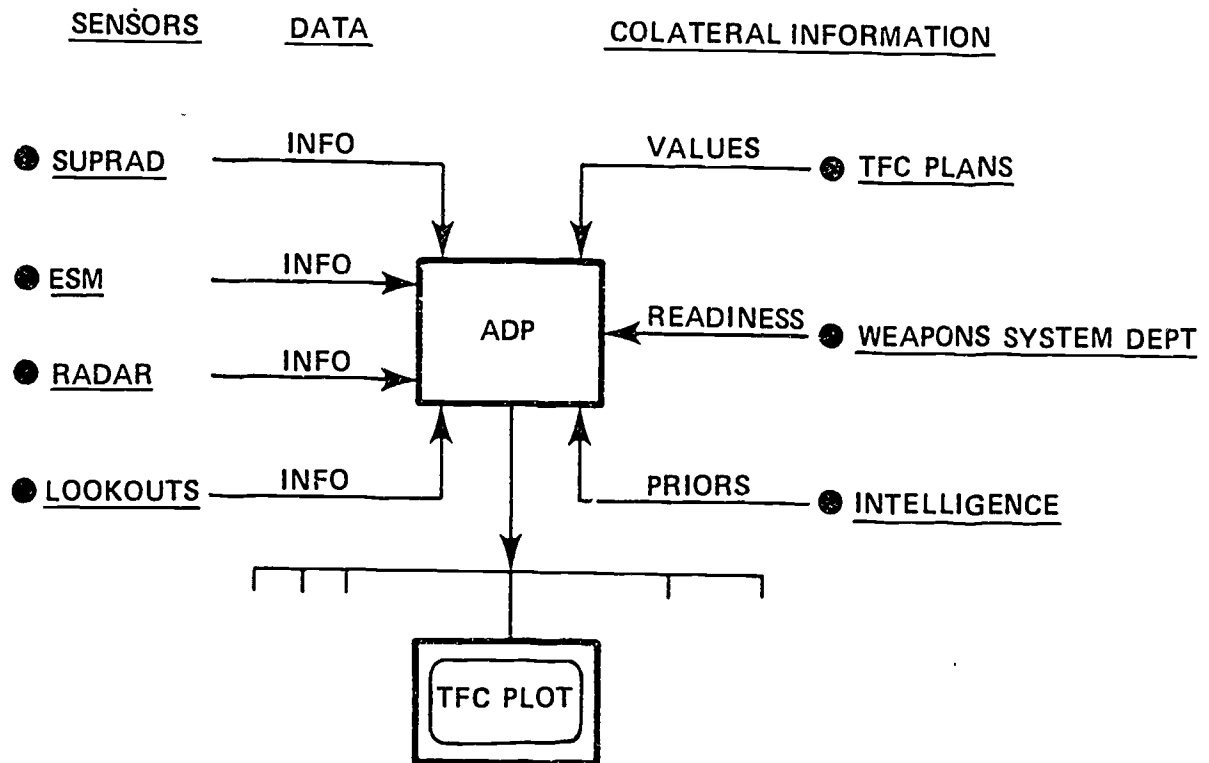 SENSORS DATA COLATERAL INFORMATION
SUPRAD INFO VALUES TFC PLANS
ESM INFO
ADP READINESS WEAPONS SYSTEM DEPT
RADAR INFO
LOOKOUTS INFO PRIORS INTELLIGENCE
TFC PLOT